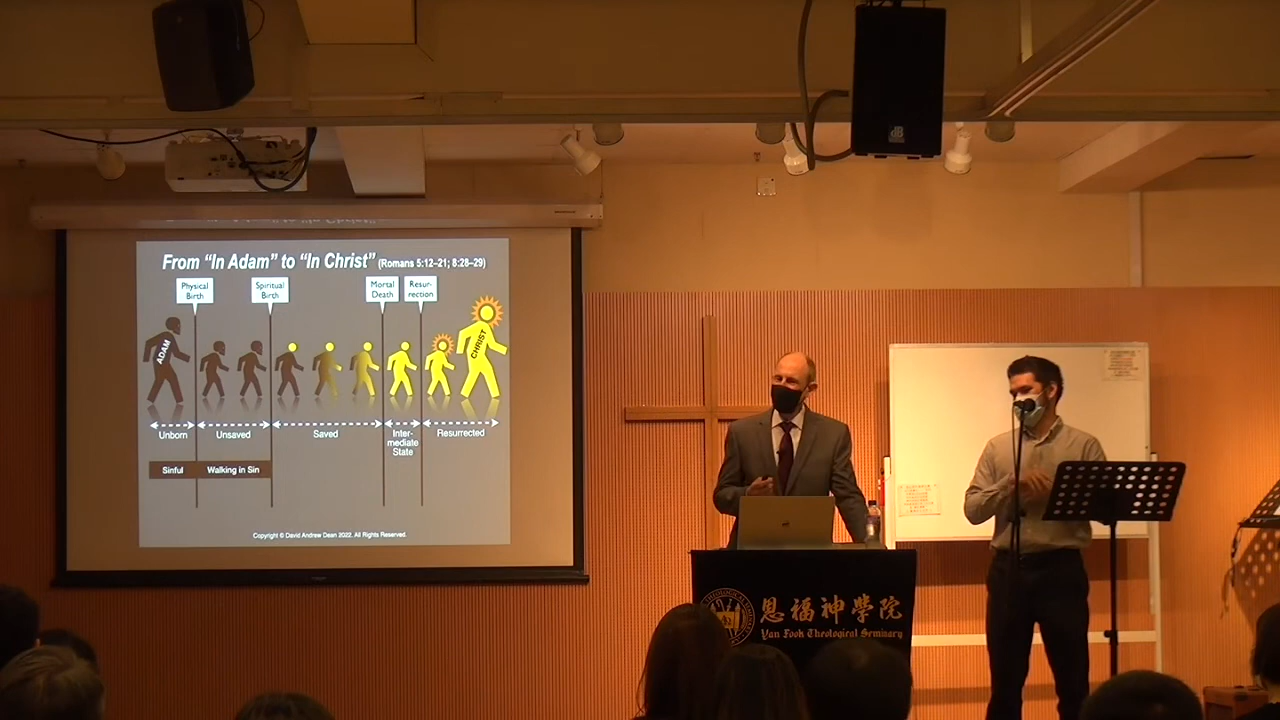 From “In Adam” to “In Christ” (Romans 5:12–21; 8:28–29)
Physical
Birth
Spiritual
Birth
Mortal
Death
Resur-
rection
ADAM
CHRIST
Unborn
Unsaved
Saved
Inter-
mediate
State
Resurrected
Sinful
Walking in Sin
Copyright © David Andrew Dean 2022. All Rights Reserved.
恩福神學院
Yan Fook Theological Seminary